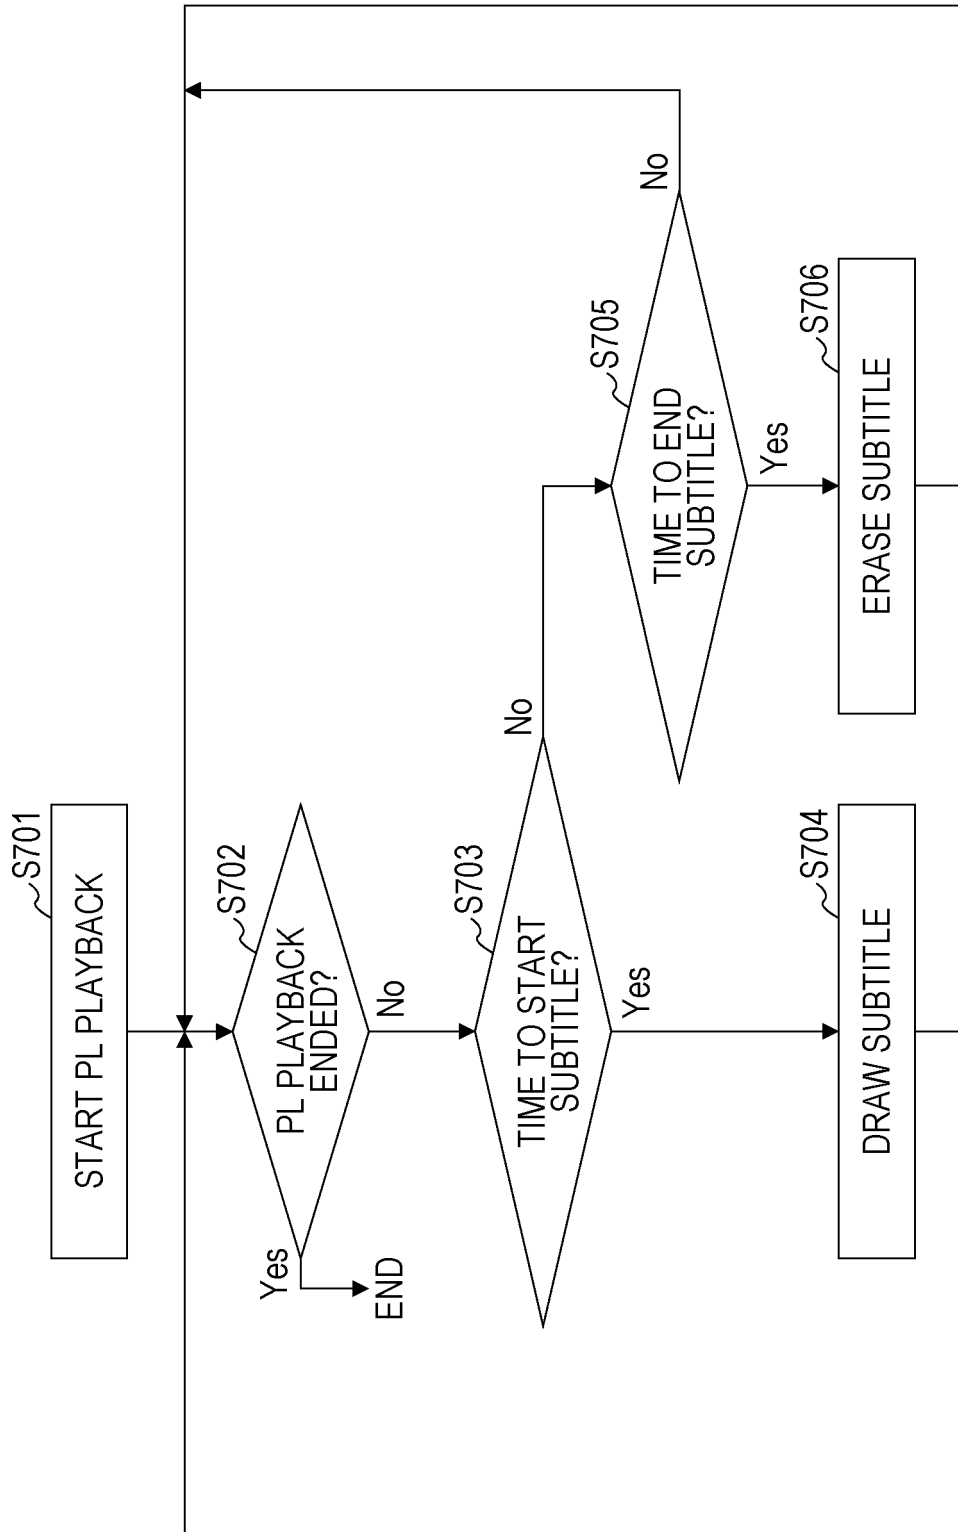 S701
START PL PLAYBACK
S702
PL PLAYBACK
ENDED?
Yes
END
No
S703
TIME TO START
SUBTITLE?
No
Yes
S705
TIME TO END
SUBTITLE?
No
Yes
S704
DRAW SUBTITLE
S706
ERASE SUBTITLE